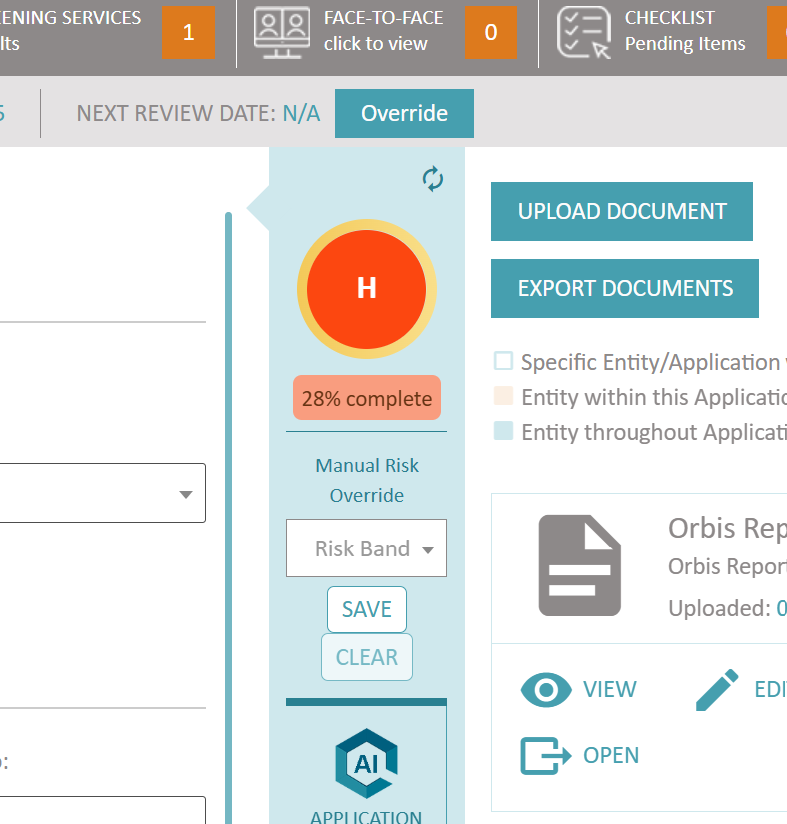 ENING SERVICES
lts
1
FACE-TO-FACE
click to view
0
CHECKLIST
Pending Items
NEXT REVIEW DATE: N/A
Override
H
28% complete
Manual Risk
Override
Risk Band
SAVE
CLEAR
AI
APPLICATION
UPLOAD DOCUMENT
EXPORT DOCUMENTS
Specific Entity/Application
Entity within this Applicatio
Entity throughout Applicati
Orbis Rep
Orbis Report
Uploaded: 0
VIEW
EDI
OPEN